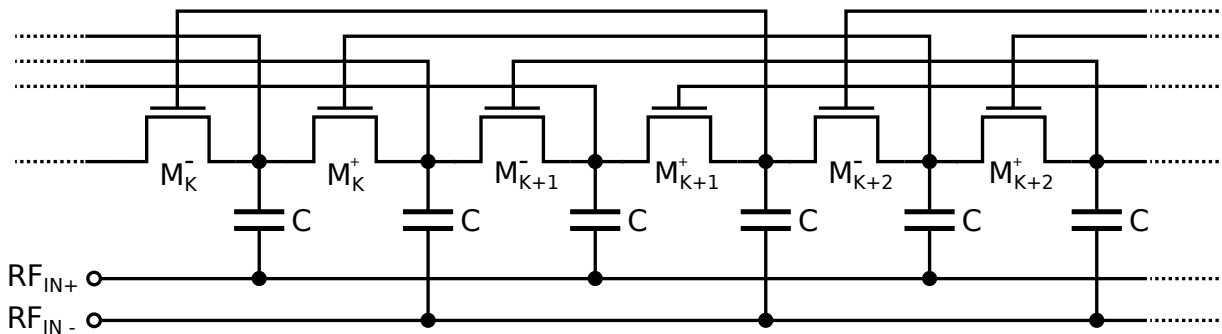 M⁻K M⁺K M⁻K+1 M⁺K+1 M⁻K+2 M⁺K+2
C C C C C C
RFIN+
RFIN -